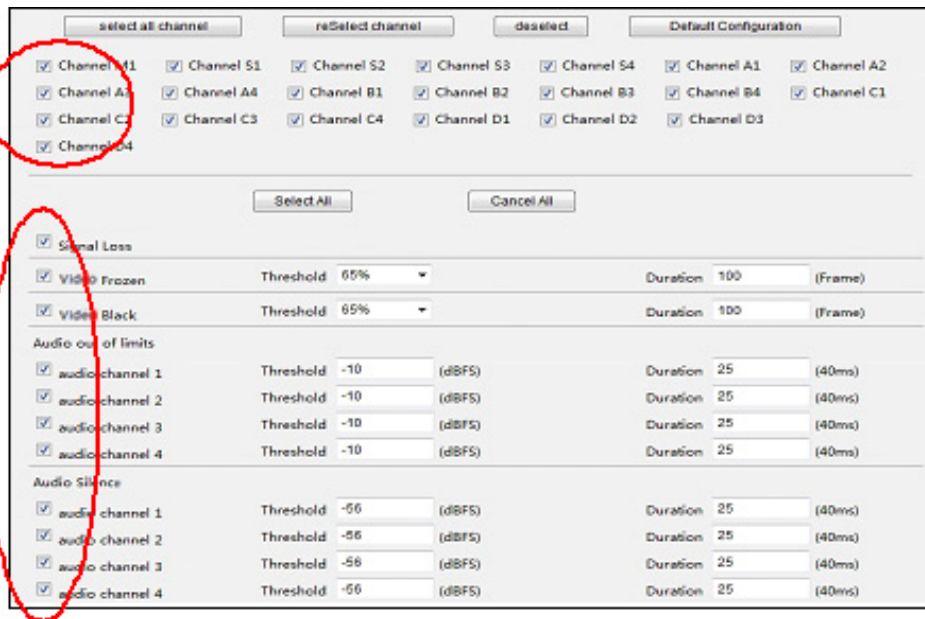 select all channel reSelect channel deselect Default Configuration
Channel M1 Channel S1 Channel S2 Channel S3 Channel S4 Channel A1 Channel A2
Channel A3 Channel A4 Channel B1 Channel B2 Channel B3 Channel B4 Channel C1
Channel C2 Channel C3 Channel C4 Channel D1 Channel D2 Channel D3
Channel D4
Select All Cancel All
Signal Loss
Video Frozen Threshold 65% Duration 100 (Frame)
Video Black Threshold 65% Duration 100 (Frame)
Audio out of limits
audio channel 1 Threshold -10 (dBFS) Duration 25 (40ms)
audio channel 2 Threshold -10 (dBFS) Duration 25 (40ms)
audio channel 3 Threshold -10 (dBFS) Duration 25 (40ms)
audio channel 4 Threshold -10 (dBFS) Duration 25 (40ms)
Audio Silence
audio channel 1 Threshold -56 (dBFS) Duration 25 (40ms)
audio channel 2 Threshold -56 (dBFS) Duration 25 (40ms)
audio channel 3 Threshold -56 (dBFS) Duration 25 (40ms)
audio channel 4 Threshold -56 (dBFS) Duration 25 (40ms)